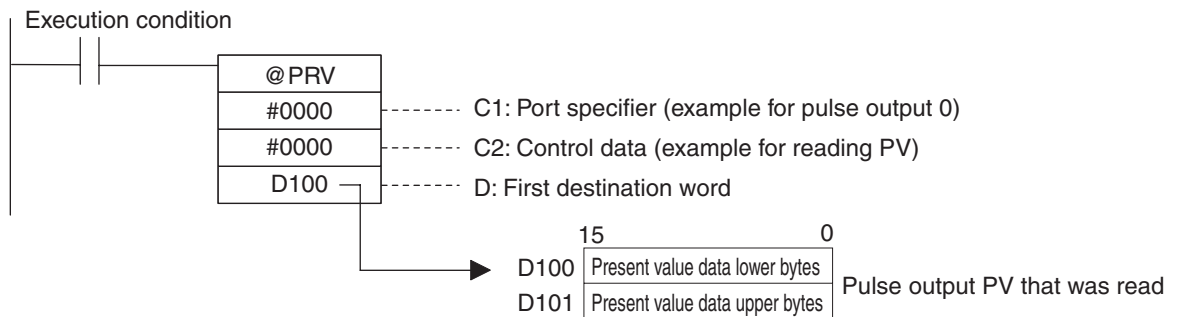 Execution condition
@PRV
#0000 C1: Port specifier (example for pulse output 0)
#0000 C2: Control data (example for reading PV)
D100 D: First destination word
15 0
D100 Present value data lower bytes
Pulse output PV that was read
D101 Present value data upper bytes